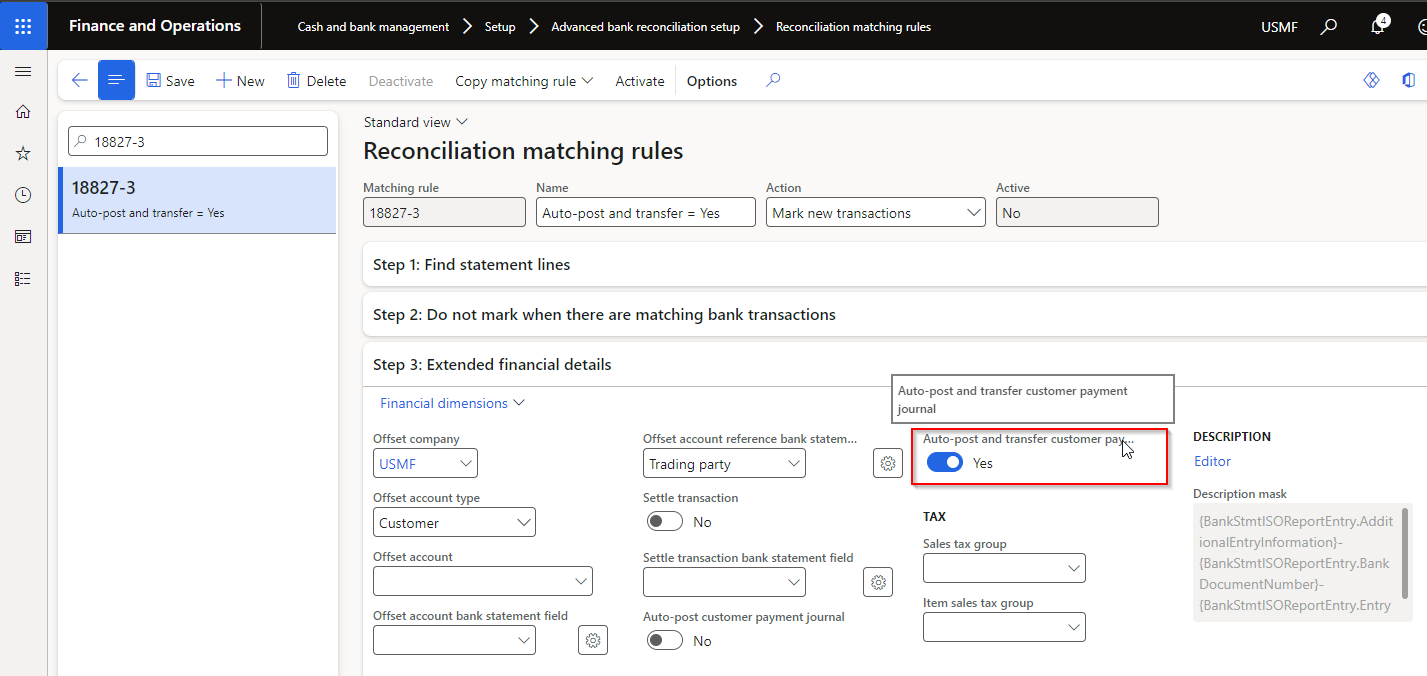 Finance and Operations
Cash and bank management
Setup
Advanced bank reconciliation setup
Reconciliation matching rules
USMF
4
Save
New
Delete
Deactivate
Copy matching rule
Activate
Options
18827-3
18827-3
Auto-post and transfer = Yes
Standard view
Reconciliation matching rules
Matching rule
Name
Action
Active
18827-3
Auto-post and transfer = Yes
Mark new transactions
No
Step 1: Find statement lines
Step 2: Do not mark when there are matching bank transactions
Step 3: Extended financial details
Auto-post and transfer customer payment
journal
Financial dimensions
Offset company
USMF
Offset account type
Customer
Offset account
Offset account bank statement field
Offset account reference bank statem...
Trading party
Settle transaction
No
Settle transaction bank statement field
Auto-post customer payment journal
No
Auto-post and transfer customer pay...
Yes
TAX
Sales tax group
Item sales tax group
DESCRIPTION
Editor
Description mask
{BankStmtISOReportEntry.Addit
ionalEntryInformation}-
{BankStmtISOReportEntry.Bank
DocumentNumber}-
{BankStmtISOReportEntry.Entry